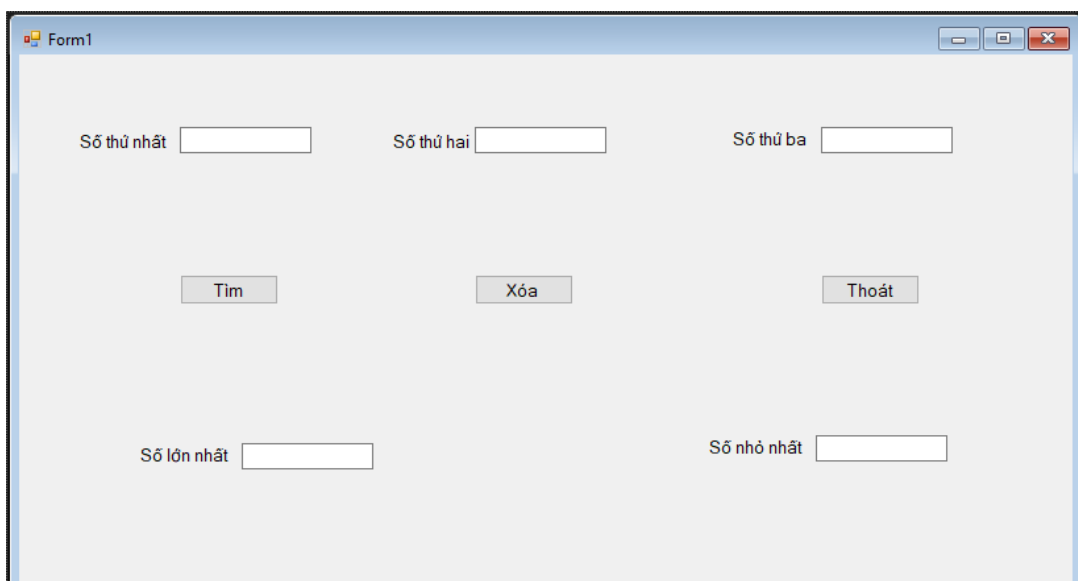 Form1
Số thứ nhất
Số thứ hai
Số thứ ba
Tìm
Xóa
Thoát
Số lớn nhất
Số nhỏ nhất